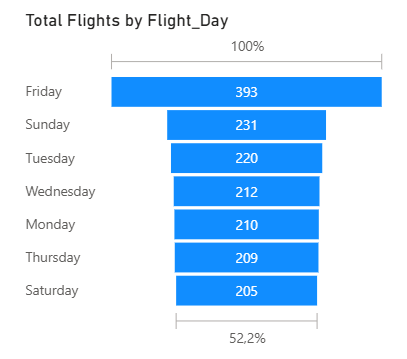 Total Flights by Flight_Day
100%
Friday 393
Sunday 231
Tuesday 220
Wednesday 212
Monday 210
Thursday 209
Saturday 205
52,2%